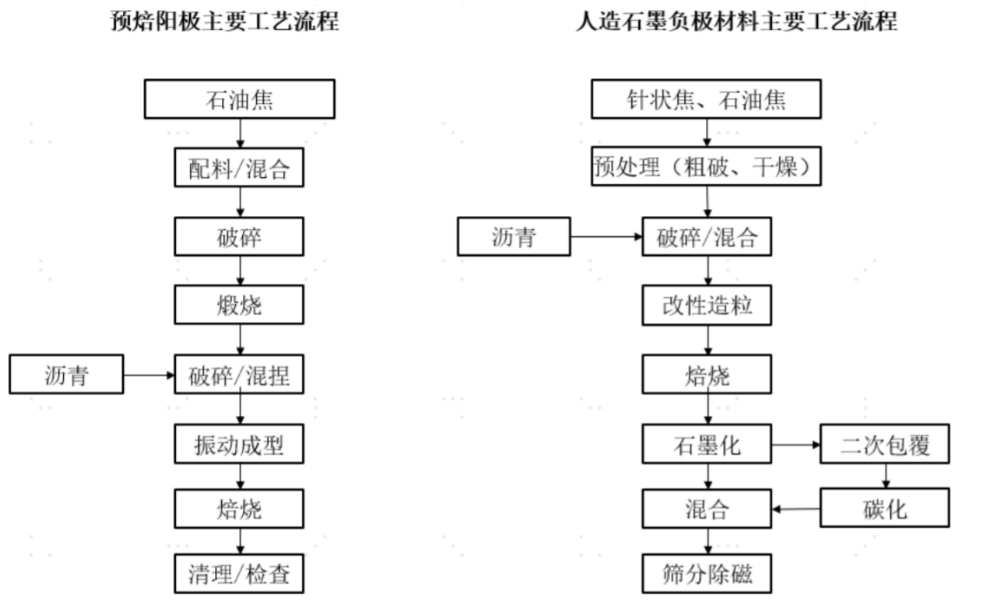 预焙阳极主要工艺流程
石油焦
配料/混合
破碎
煅烧
沥青
破碎/混捏
振动成型
焙烧
清理/检查
人造石墨负极材料主要工艺流程
针状焦、石油焦
预处理（粗破、干燥）
沥青
破碎/混合
改性造粒
焙烧
石墨化
二次包覆
碳化
混合
筛分除磁